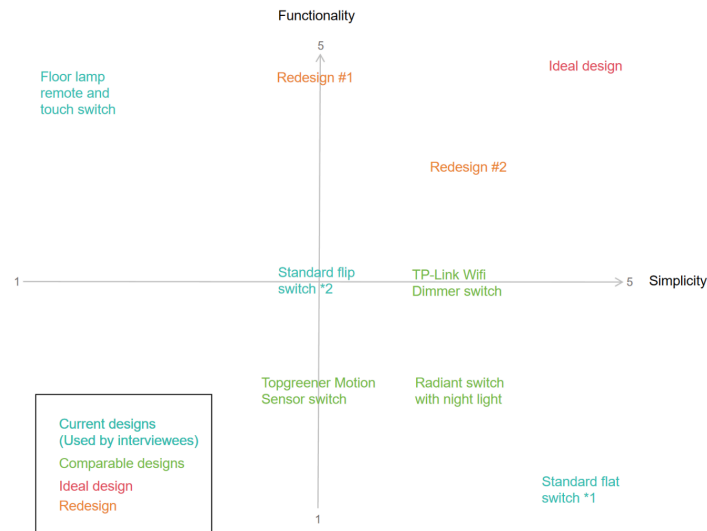 Functionality
5
Floor lamp
remote and
touch switch
Redesign #1
Ideal design
Redesign #2
1
Standard flip
switch *2
TP-Link Wifi
Dimmer switch
5
Simplicity
Topgreener Motion
Sensor switch
Radiant switch
with night light
Standard flat
switch *1
1
Current designs
(Used by interviewees)
Comparable designs
Ideal design
Redesign